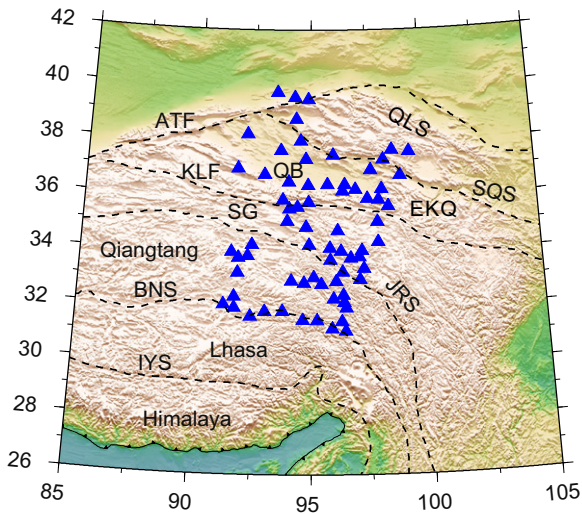 42
40
38
36
34
32
30
28
26
ATF
QLS
KLF
QB
SQS
SG
EKQ
Qiangtang
BNS
JRS
Lhasa
IYS
Himalaya
85
90
95
100
105